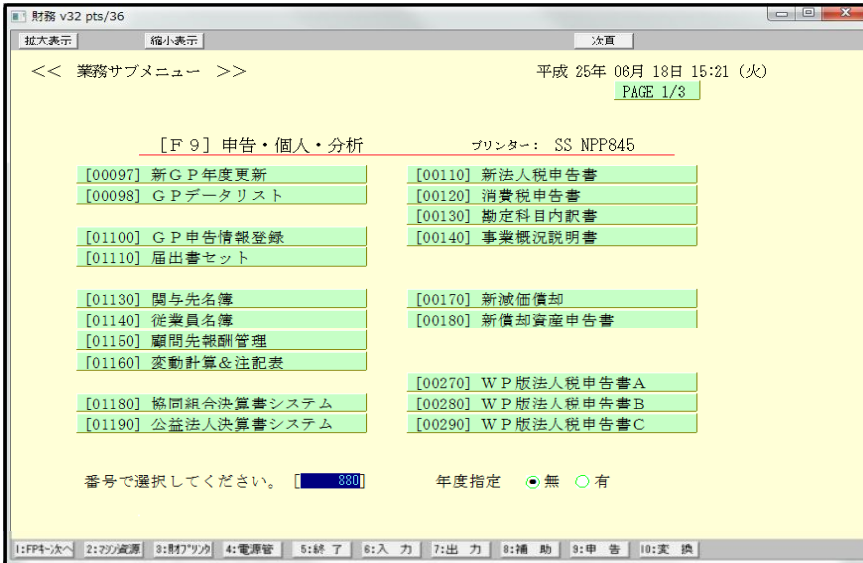 財務 v32 pts/36
拡大表示 縮小表示 次頁
<< 業務サブメニュー >>
平成 25年 06月 18日 15:21 (火)
PAGE 1/3
[F9] 申告・個人・分析
プリンター: SS NPP845
[00097] 新GP年度更新
[00098] GPデータリスト
[01100] GP申告情報登録
[01110] 届出書セット
[01130] 関与先名簿
[01140] 従業員名簿
[01150] 顧問先報酬管理
[01160] 変動計算&注記表
[01180] 協同組合決算書システム
[01190] 公益法人決算書システム
[00110] 新法人税申告書
[00120] 消費税申告書
[00130] 勘定科目内訳書
[00140] 事業概況説明書
[00170] 新減価償却
[00180] 新償却資産申告書
[00270] WP版法人税申告書A
[00280] WP版法人税申告書B
[00290] WP版法人税申告書C
番号で選択してください。 [ 880]
年度指定 無 有
1:FPキー次へ 2:マシン資源 3:財プリンタ 4:電源管 5:終 了 6:入 力 7:出 力 8:補 助 9:申 告 10:変 換